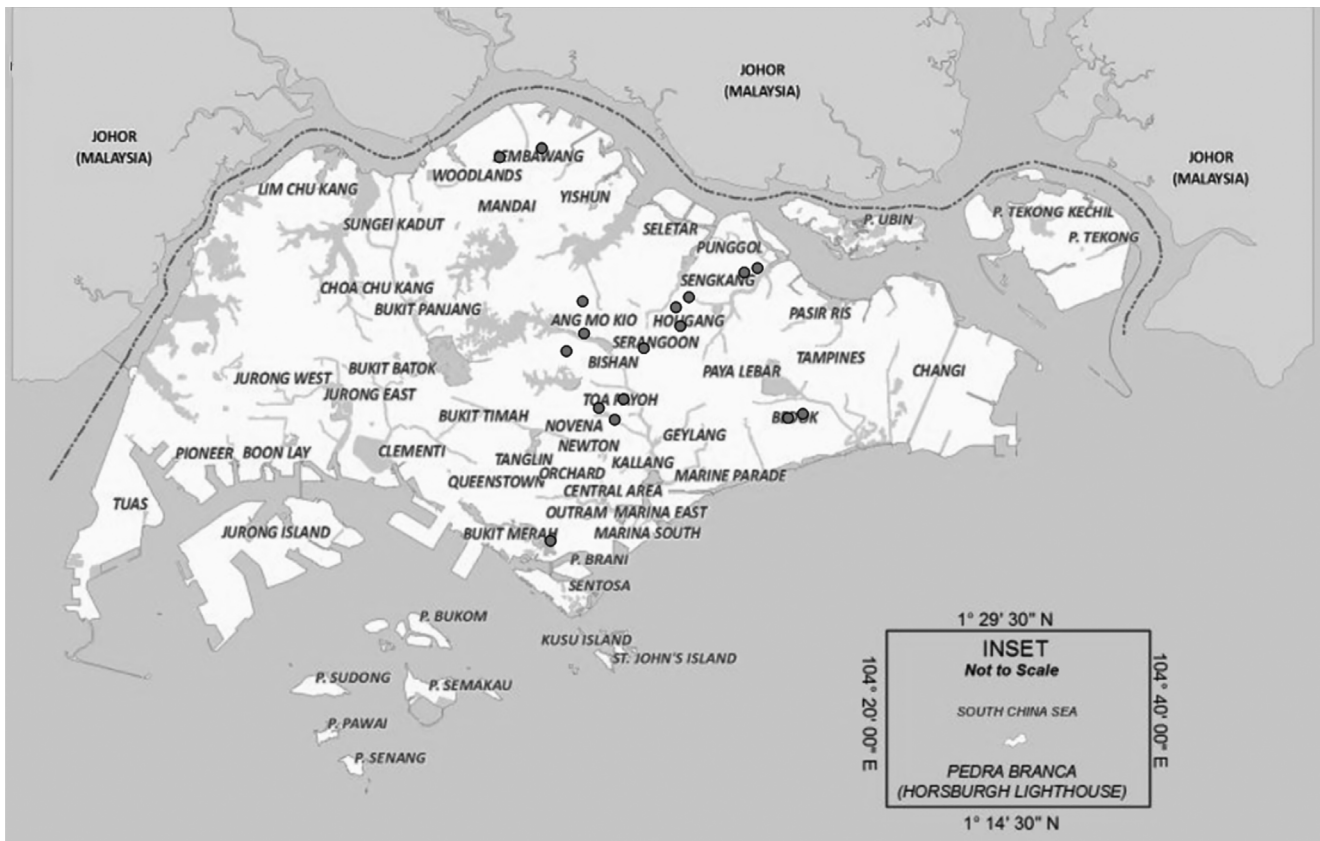 JOHOR
(MALAYSIA)
JOHOR
(MALAYSIA)
JOHOR
(MALAYSIA)
SEMBAWANG
WOODLANDS
LIM CHU KANG
YISHUN
MANDAI
SUNGEI KADUT
SELETAR
P. UBIN
P. TEKONG KECHIL
P. TEKONG
PUNGGOL
SENGKANG
CHOA CHU KANG
BUKIT PANJANG
ANG MO KIO
HOUGANG
PASIR RIS
SERANGOON
BISHAN
TAMPINES
JURONG WEST
BUKIT BATOK
PAYA LEBAR
CHANGI
JURONG EAST
TOA PAYOH
BUKIT TIMAH
BEDOK
NOVENA
GEYLANG
NEWTON
PIONEER
BOON LAY
CLEMENTI
TANGLIN
KALLANG
ORCHARD
MARINE PARADE
QUEENSTOWN
CENTRAL AREA
TUAS
OUTRAM
MARINA EAST
JURONG ISLAND
BUKIT MERAH
MARINA SOUTH
P. BRANI
SENTOSA
P. BUKOM
KUSU ISLAND
ST. JOHN'S ISLAND
P. SUDONG
P. SEMAKAU
P. PAWAI
P. SENANG
1° 29' 30" N
INSET
Not to Scale
104° 20' 00" E
104° 40' 00" E
SOUTH CHINA SEA
PEDRA BRANCA
(HORSBURGH LIGHTHOUSE)
1° 14' 30" N